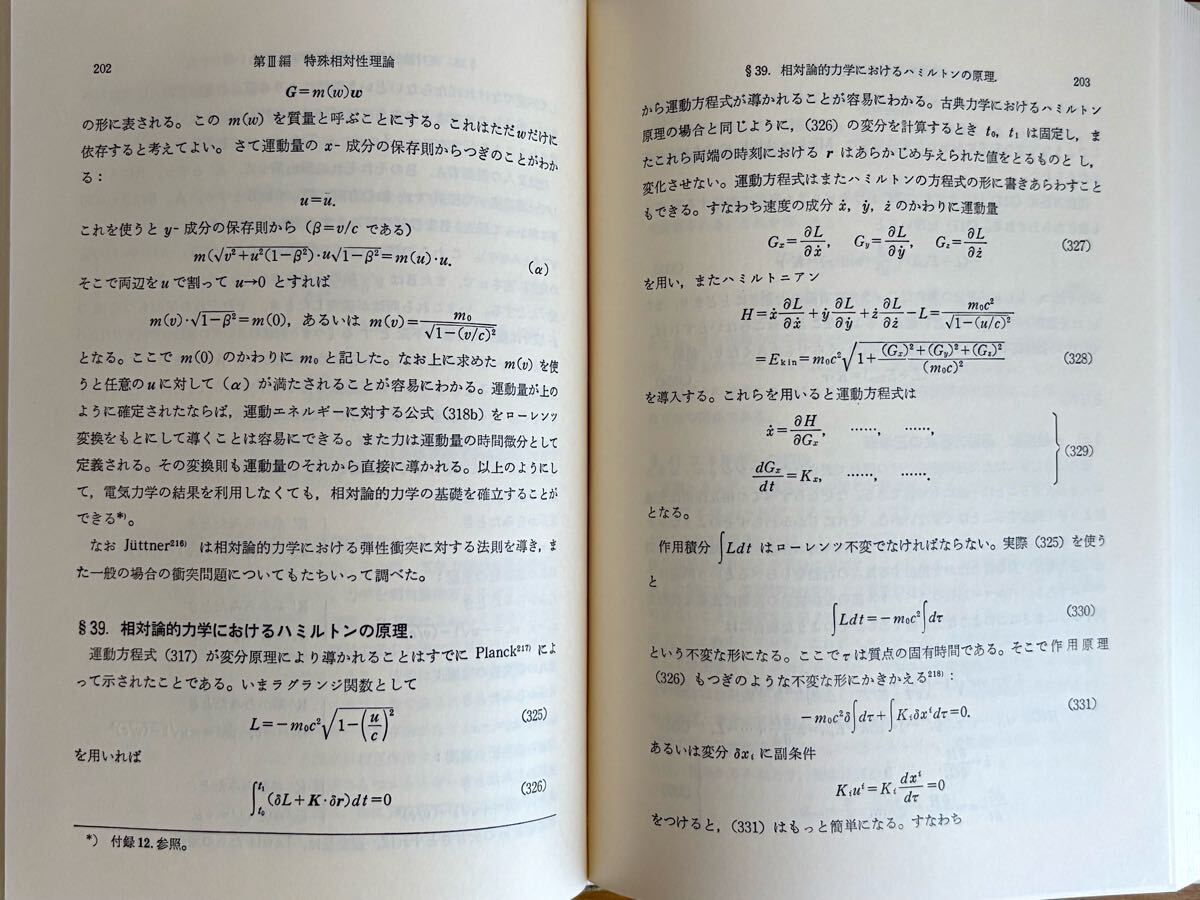 202
第Ⅲ編 特殊相対性理論
G=m(w)w
の形に表される。この m(w) を質量と呼ぶことにする。これはただwだけに
依存すると考えてよい。さて運動量の x- 成分の保存則からつぎのことがわか
る:
u=ū.
これを使うと y- 成分の保存則から (β=v/c である)
m(√v²+u²(1-β²))·u√1-β²=m(u)·u. (α)
そこで両辺をuで割って u→0 とすれば
m(v)·√1-β²=m(0), あるいは m(v)=m₀/√1-(v/c)²
となる。ここで m(0) のかわりに m₀ と記した。なお上に求めた m(v) を使
うと任意のuに対して (α) が満たされることが容易にわかる。運動量が上の
ように確定されたならば,運動エネルギーに対する公式 (318b) をローレンツ
変換をもとにして導くことは容易にできる。また力は運動量の時間微分として
定義される。その変換則も運動量のそれから直接に導かれる。以上のようにし
て,電気力学の結果を利用しなくても,相対論的力学の基礎を確立することが
できる*)。
なお Jüttner²¹⁶⁾ は相対論的力学における弾性衝突に対する法則を導き,ま
た一般の場合の衝突問題についてもたちいって調べた。
§39. 相対論的力学におけるハミルトンの原理.
運動方程式 (317) が変分原理により導かれることはすでに Planck²¹⁷⁾ によ
って示されたことである。いまラグランジ関数として
L=-m₀c²√1-(u/c)² (325)
を用いれば
∫t₀t₁(δL+K·δr)dt=0 (326)
*) 付録12.参照。
§39. 相対論的力学におけるハミルトンの原理.
203
から運動方程式が導かれることが容易にわかる。古典力学におけるハミルトン
原理の場合と同じように,(326) の変分を計算するとき t₀, t₁ は固定し,ま
たこれら両端の時刻における r はあらかじめ与えられた値をとるものとし,
変化させない。運動方程式はまたハミルトンの方程式の形に書きあらわすこと
もできる。すなわち速度の成分 ẋ, ẏ, ż のかわりに運動量
Gₓ=∂L/∂ẋ, Gy=∂L/∂ẏ, Gz=∂L/∂ż (327)
を用い,またハミルトニアン
H=ẋ∂L/∂ẋ+ẏ∂L/∂ẏ+ż∂L/∂ż-L=m₀c²/√1-(u/c)²
=Ekin=m₀c²√1+(Gx)²+(Gy)²+(Gz)²/(m₀c)² (328)
を導入する。これらを用いると運動方程式は
ẋ=∂H/∂Gx, ……, ……,
dGx/dt=Kx, ……, ……. (329)
となる。
作用積分 ∫Ldt はローレンツ不変でなければならない。実際 (325) を使う
と
∫Ldt=-m₀c²∫dτ (330)
という不変な形になる。ここでτは質点の固有時間である。そこで作用原理
(326) もつぎのような不変な形にかきかえる²¹⁸⁾:
-m₀c²δ∫dτ+∫Kᵢδxⁱdτ=0. (331)
あるいは変分 δxᵢ に副条件
Kᵢuⁱ=Kᵢdxⁱ/dτ=0
をつけると,(331) はもっと簡単になる。すなわち